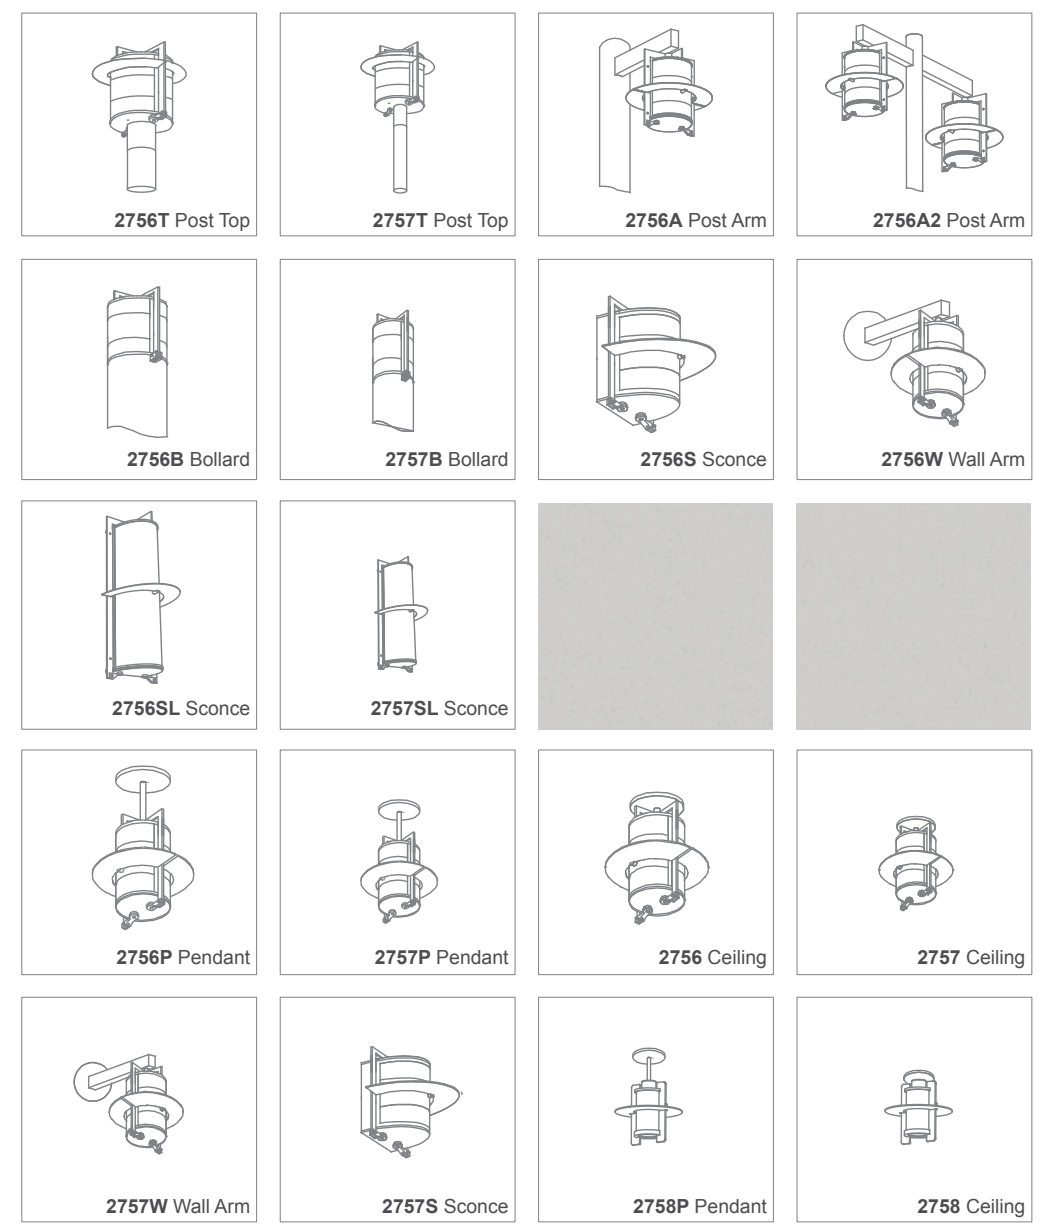 2756T Post Top
2757T Post Top
2756A Post Arm
2756A2 Post Arm
2756B Bollard
2757B Bollard
2756S Sconce
2756W Wall Arm
2756SL Sconce
2757SL Sconce
2756P Pendant
2757P Pendant
2756 Ceiling
2757 Ceiling
2757W Wall Arm
2757S Sconce
2758P Pendant
2758 Ceiling